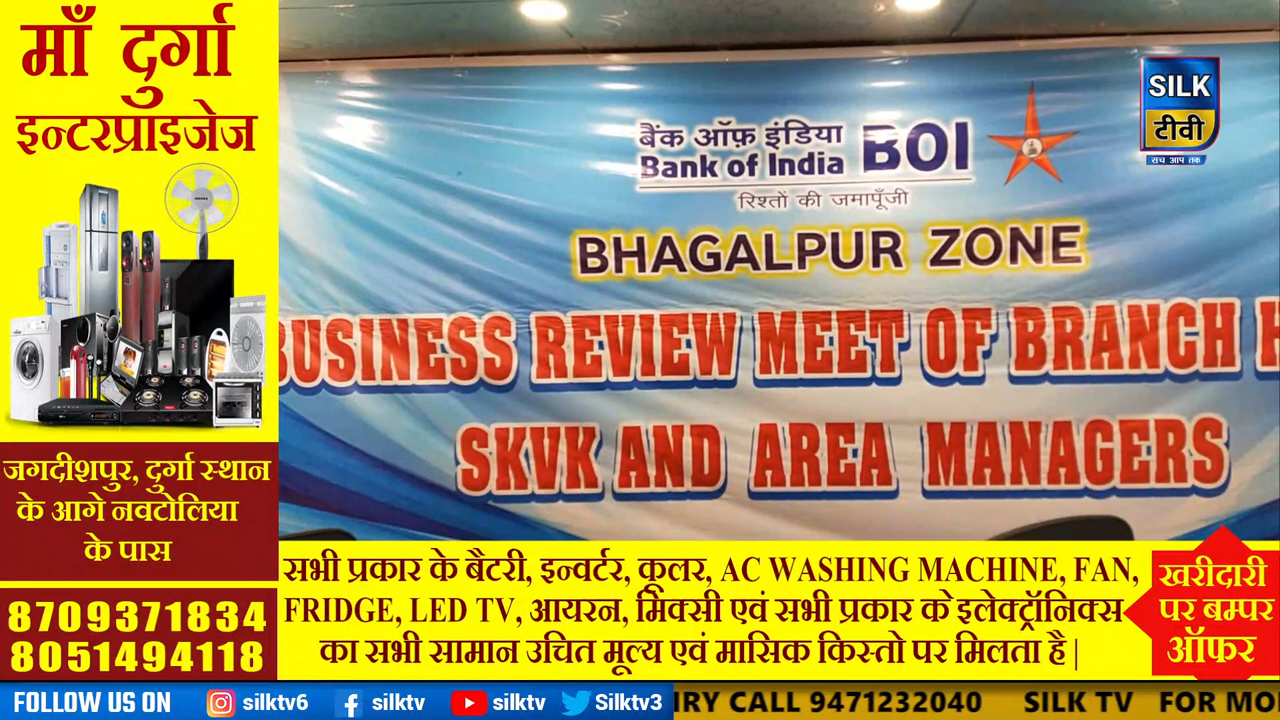 माँ दुर्गा
इन्टरप्राइजेज
जगदीशपुर, दुर्गा स्थान
के आगे नवटोलिया
के पास
8709371834
8051494118
बैंक ऑफ़ इंडिया
Bank of India
BOI
रिश्तों की जमापूँजी
BHAGALPUR ZONE
BUSINESS REVIEW MEET OF BRANCH H
SKVK AND AREA MANAGERS
SILK
टीवी
सच आप तक
सभी प्रकार के बैटरी, इन्वर्टर, कूलर, AC WASHING MACHINE, FAN,
FRIDGE, LED TV, आयरन, मिक्सी एवं सभी प्रकार के इलेक्ट्रॉनिक्स
का सभी सामान उचित मूल्य एवं मासिक किस्तो पर मिलता है |
खरीदारी
पर बम्पर
ऑफर
FOLLOW US ON silktv6 silktv silktv Silktv3 IRY CALL 9471232040 SILK TV FOR MO